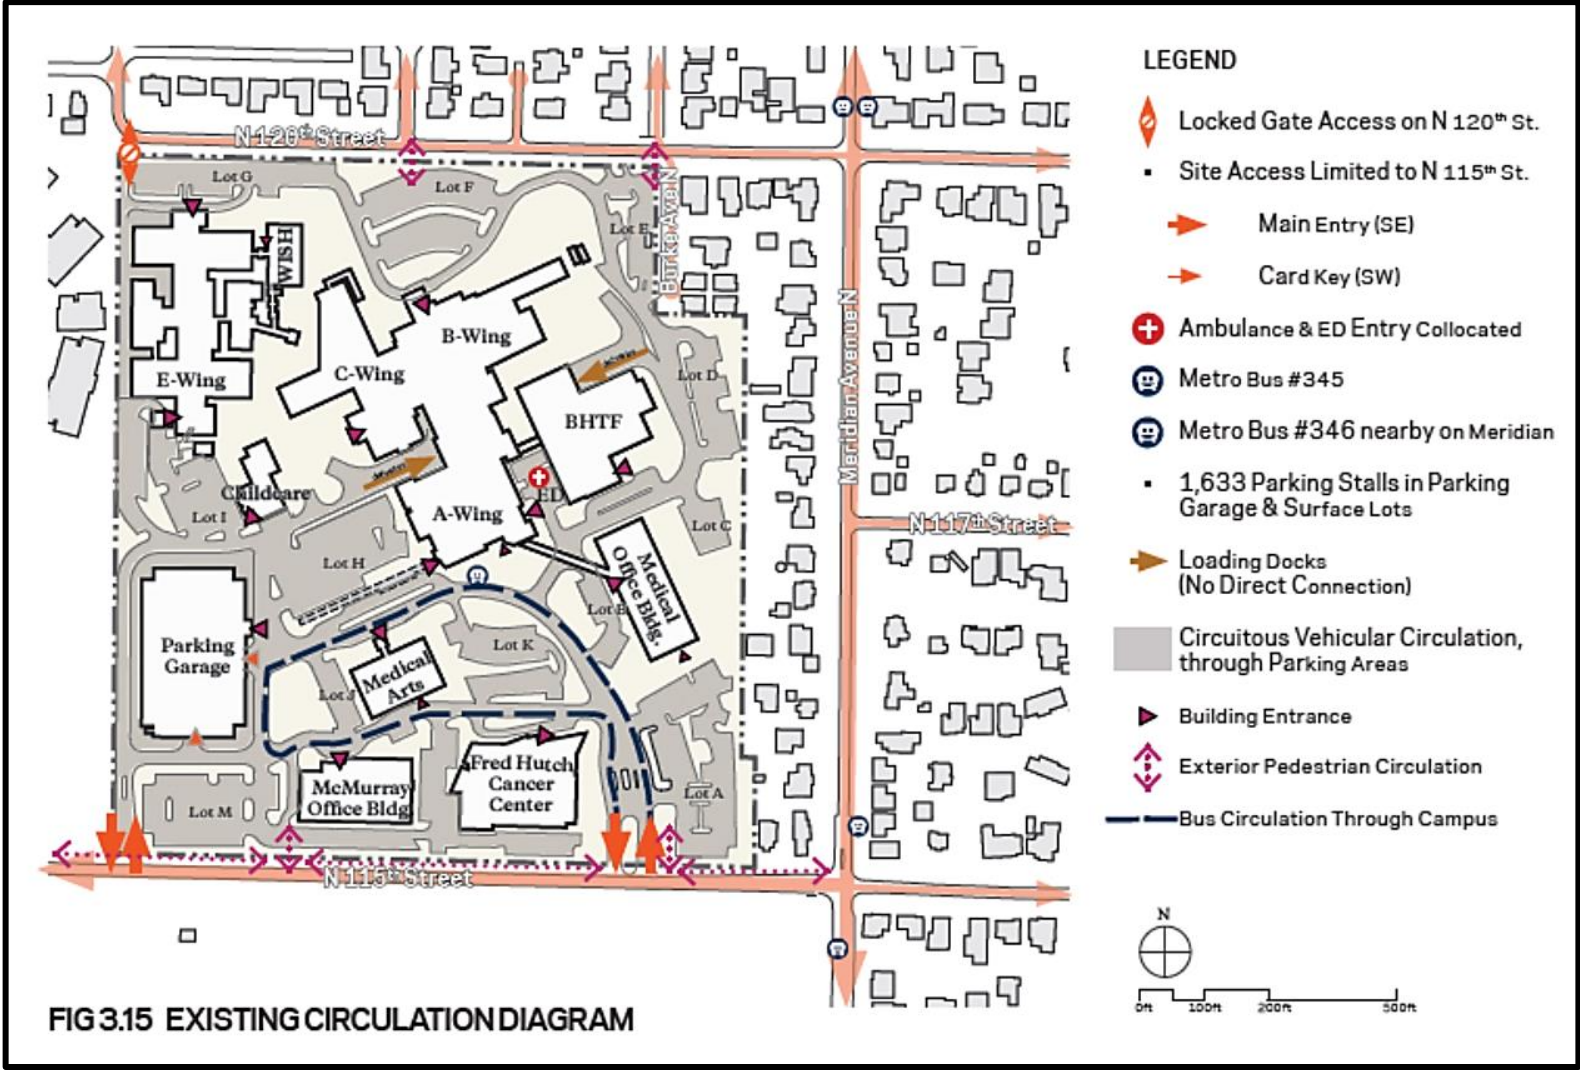 N 120th Street
Lot G
Lot F
Lot E
Burke Ave N
WISH
B-Wing
C-Wing
E-Wing
Lot D
BHTF
Meridian Avenue N
Childcare
ED
Lot I
A-Wing
Lot C
N 117th Street
Lot H
Medical
Office Bldg.
Lot B
Parking
Garage
Lot K
Medical
Arts
Lot J
Fred Hutch
Cancer
Center
McMurray
Office Bldg
Lot A
Lot M
N 115th Street
FIG 3.15 EXISTING CIRCULATION DIAGRAM
LEGEND
Locked Gate Access on N 120th St.
Site Access Limited to N 115th St.
Main Entry (SE)
Card Key (SW)
Ambulance & ED Entry Collocated
Metro Bus #345
Metro Bus #346 nearby on Meridian
1,633 Parking Stalls in Parking
Garage & Surface Lots
Loading Docks
(No Direct Connection)
Circuitous Vehicular Circulation,
through Parking Areas
Building Entrance
Exterior Pedestrian Circulation
Bus Circulation Through Campus
N
0ft 100ft 200ft 500ft